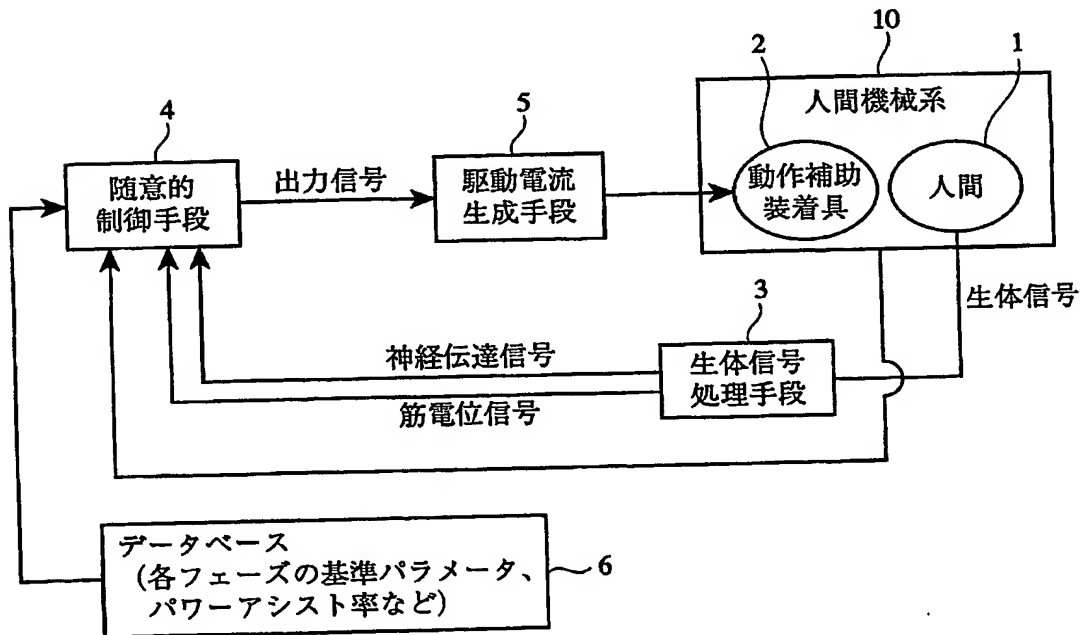 10
1
2
人間機械系
動作補助
装着具
人間
4
随意的
制御手段
出力信号
5
駆動電流
生成手段
生体信号
3
生体信号
処理手段
神経伝達信号
筋電位信号
データベース
(各フェーズの基準パラメータ、
パワーアシスト率など)
6